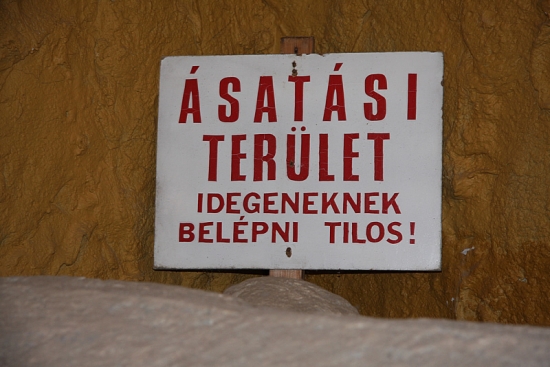 ÁSATÁSI
TERÜLET
IDEGENEKNEK
BELÉPNI TILOS!